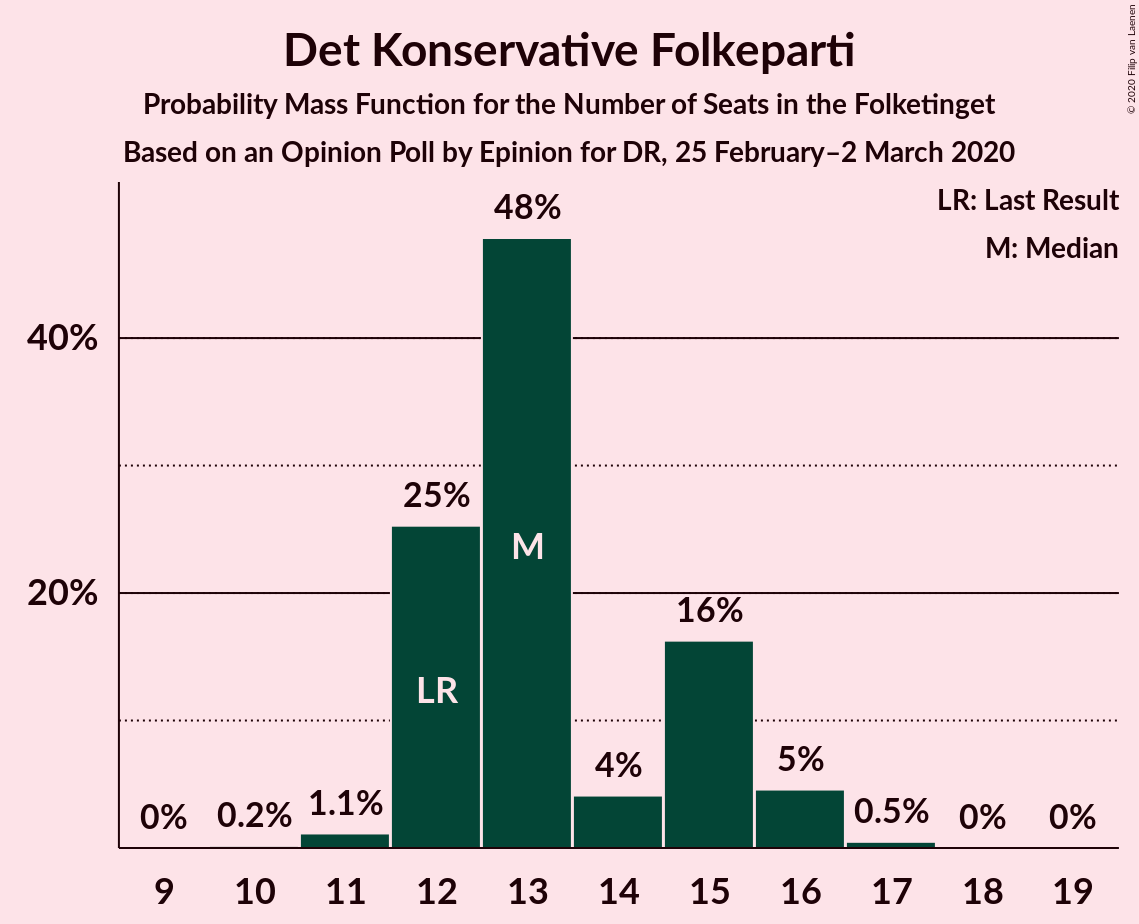 Det Konservative Folkeparti
Probability Mass Function for the Number of Seats in the Folketinget
Based on an Opinion Poll by Epinion for DR, 25 February–2 March 2020
© 2020 Filip van Laenen
LR: Last Result
M: Median
40%
20%
0%
0.2%
1.1%
25%
48%
4%
16%
5%
0.5%
0%
0%
LR
M
9 10 11 12 13 14 15 16 17 18 19